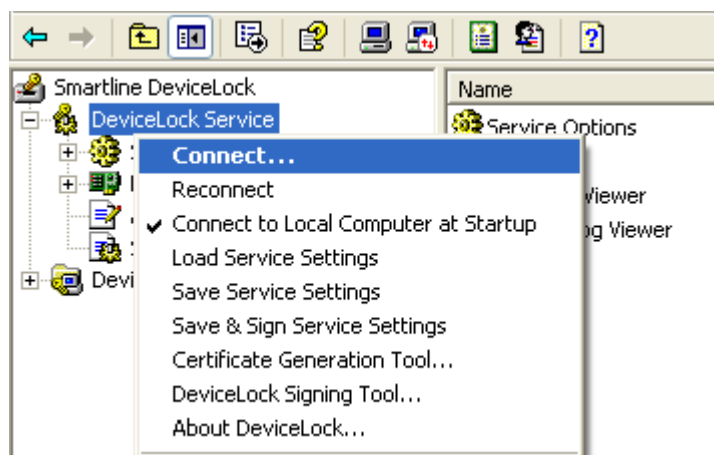 Smartline DeviceLock
Name
DeviceLock Service
Service Options
Connect...
Reconnect
Viewer
Connect to Local Computer at Startup
og Viewer
Load Service Settings
Devi
Save Service Settings
Save & Sign Service Settings
Certificate Generation Tool...
DeviceLock Signing Tool...
About DeviceLock...